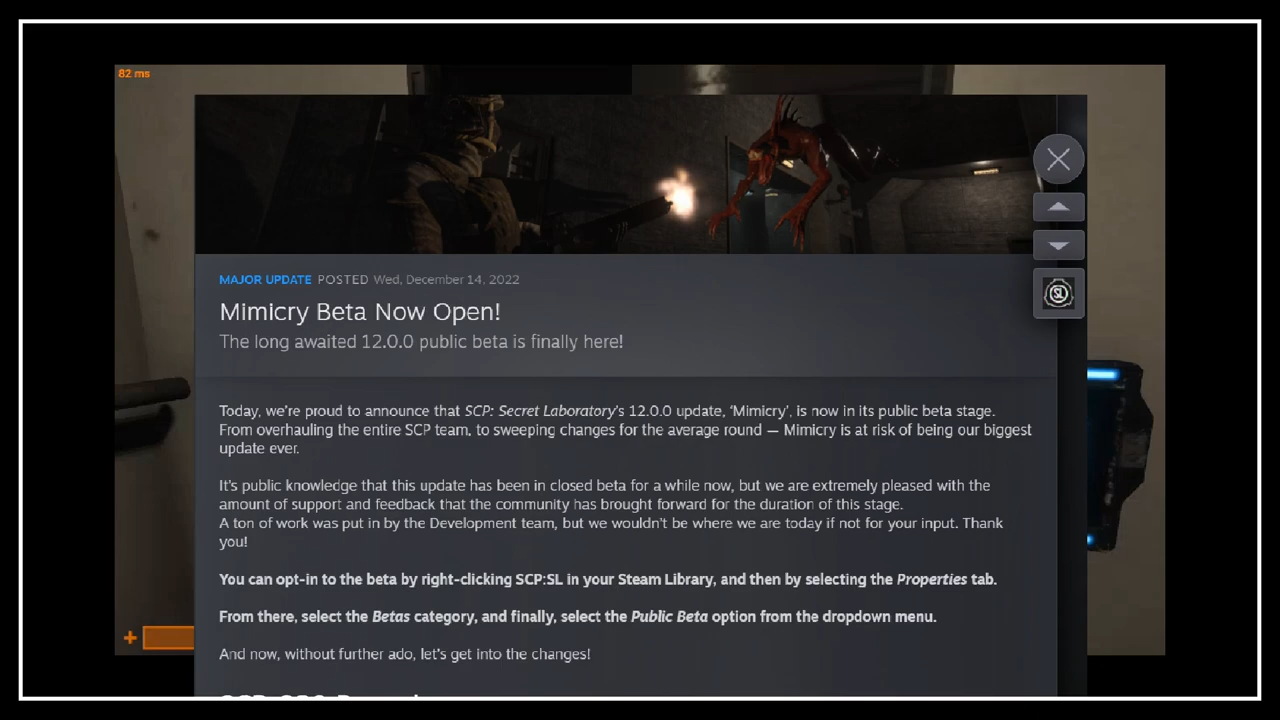 82 ms
MAJOR UPDATE POSTED Wed, December 14, 2022
Mimicry Beta Now Open!
The long awaited 12.0.0 public beta is finally here!
Today, we're proud to announce that SCP: Secret Laboratory's 12.0.0 update, 'Mimicry', is now in its public beta stage.
From overhauling the entire SCP team, to sweeping changes for the average round — Mimicry is at risk of being our biggest
update ever.
It's public knowledge that this update has been in closed beta for a while now, but we are extremely pleased with the
amount of support and feedback that the community has brought forward for the duration of this stage.
A ton of work was put in by the Development team, but we wouldn't be where we are today if not for your input. Thank
you!
You can opt-in to the beta by right-clicking SCP:SL in your Steam Library, and then by selecting the Properties tab.
From there, select the Betas category, and finally, select the Public Beta option from the dropdown menu.
And now, without further ado, let's get into the changes!